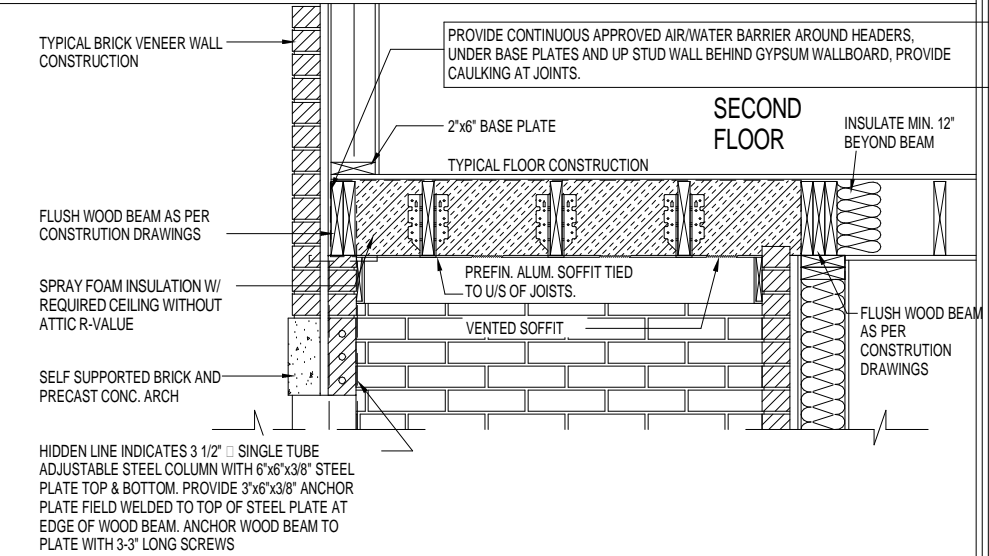 TYPICAL BRICK VENEER WALL
CONSTRUCTION
PROVIDE CONTINUOUS APPROVED AIR/WATER BARRIER AROUND HEADERS,
UNDER BASE PLATES AND UP STUD WALL BEHIND GYPSUM WALLBOARD, PROVIDE
CAULKING AT JOINTS.
SECOND
FLOOR
2"x6" BASE PLATE
INSULATE MIN. 12"
BEYOND BEAM
TYPICAL FLOOR CONSTRUCTION
FLUSH WOOD BEAM AS PER
CONSTRUTION DRAWINGS
SPRAY FOAM INSULATION W/
REQUIRED CEILING WITHOUT
ATTIC R-VALUE
PREFIN. ALUM. SOFFIT TIED
TO U/S OF JOISTS.
VENTED SOFFIT
FLUSH WOOD BEAM
AS PER
CONSTRUTION
DRAWINGS
SELF SUPPORTED BRICK AND
PRECAST CONC. ARCH
HIDDEN LINE INDICATES 3 1/2" □ SINGLE TUBE
ADJUSTABLE STEEL COLUMN WITH 6"x6"x3/8" STEEL
PLATE TOP & BOTTOM. PROVIDE 3"x6"x3/8" ANCHOR
PLATE FIELD WELDED TO TOP OF STEEL PLATE AT
EDGE OF WOOD BEAM. ANCHOR WOOD BEAM TO
PLATE WITH 3-3" LONG SCREWS